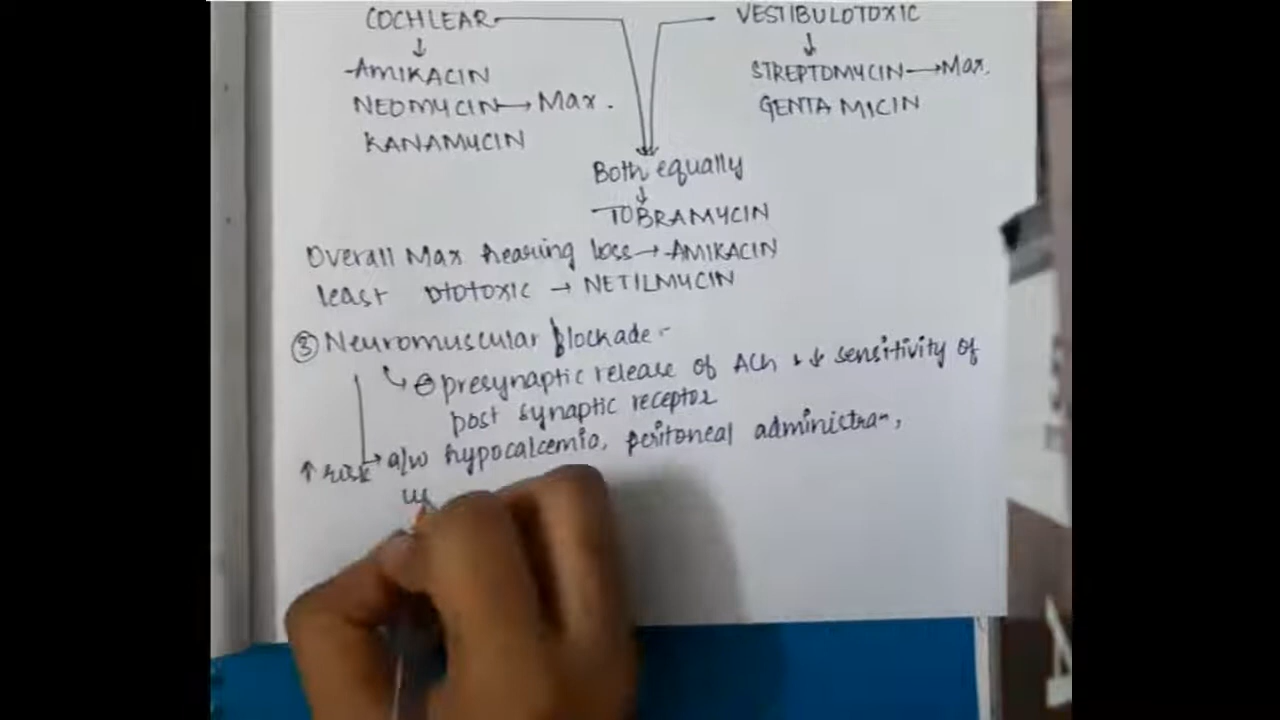 COCHLEAR
VESTIBULOTOXIC
↓
↓
AMIKACIN
STREPTOMYCIN → Max.
NEOMYCIN → Max.
GENTAMICIN
KANAMYCIN
Both equally
↓
TOBRAMYCIN
Overall Max hearing loss → AMIKACIN
least ototoxic → NETILMYCIN
③ Neuromuscular blockade -
⊖ presynaptic release of ACh & ↓ sensitivity of
post synaptic receptor
↑ risk → a/w hypocalcemia, peritoneal administran,